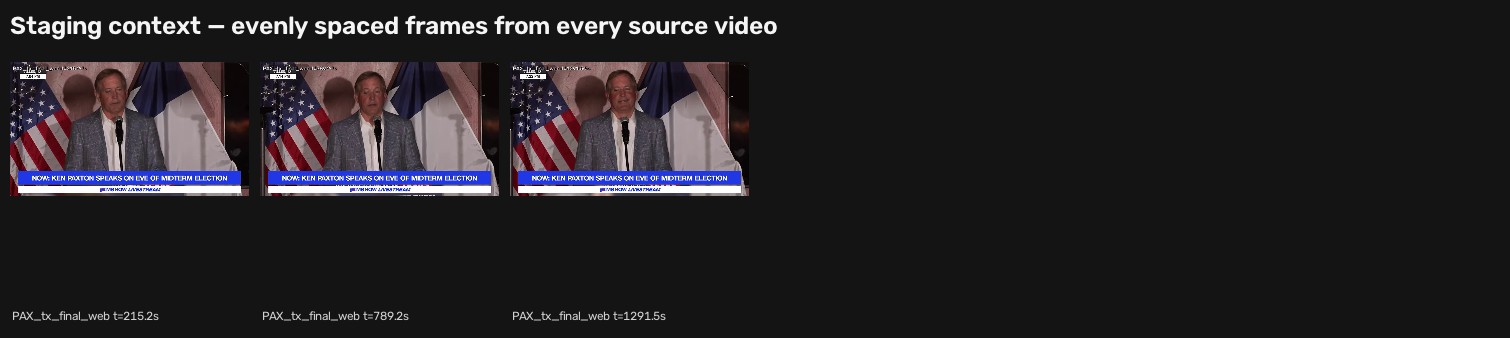 Staging context — evenly spaced frames from every source video
NOW: KEN PAXTON SPEAKS ON EVE OF MIDTERM ELECTION
NOW: KEN PAXTON SPEAKS ON EVE OF MIDTERM ELECTION
NOW: KEN PAXTON SPEAKS ON EVE OF MIDTERM ELECTION
PAX_tx_final_web t=215.2s
PAX_tx_final_web t=789.2s
PAX_tx_final_web t=1291.5s